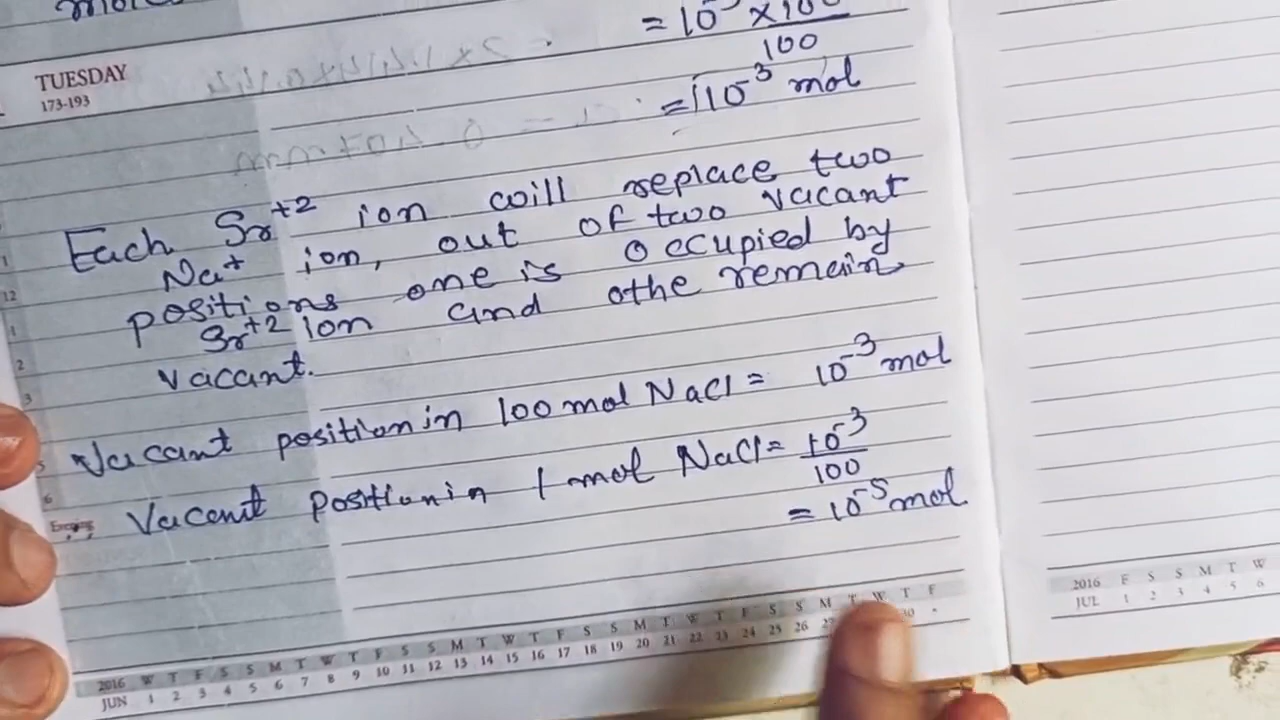 = 10⁻³ × 100
100
TUESDAY
173-193
= 10⁻³ mol
Each Sr⁺² ion will replace two
Na⁺ ion, out of two vacant
positions one is occupied by
Sr⁺² ion and othe remain
vacant.
Vacant position in 100 mol NaCl = 10⁻³ mol
Vacant position in 1 mol NaCl = 10⁻³
100
= 10⁻⁵ mol
Evening
2016 W T F S S M T W T F S S M T W T F S S M T W T F S S M T W T F
JUN 1 2 3 4 5 6 7 8 9 10 11 12 13 14 15 16 17 18 19 20 21 22 23 24 25 26
2016 F S S M T W
JUL 1 2 3 4 5 6